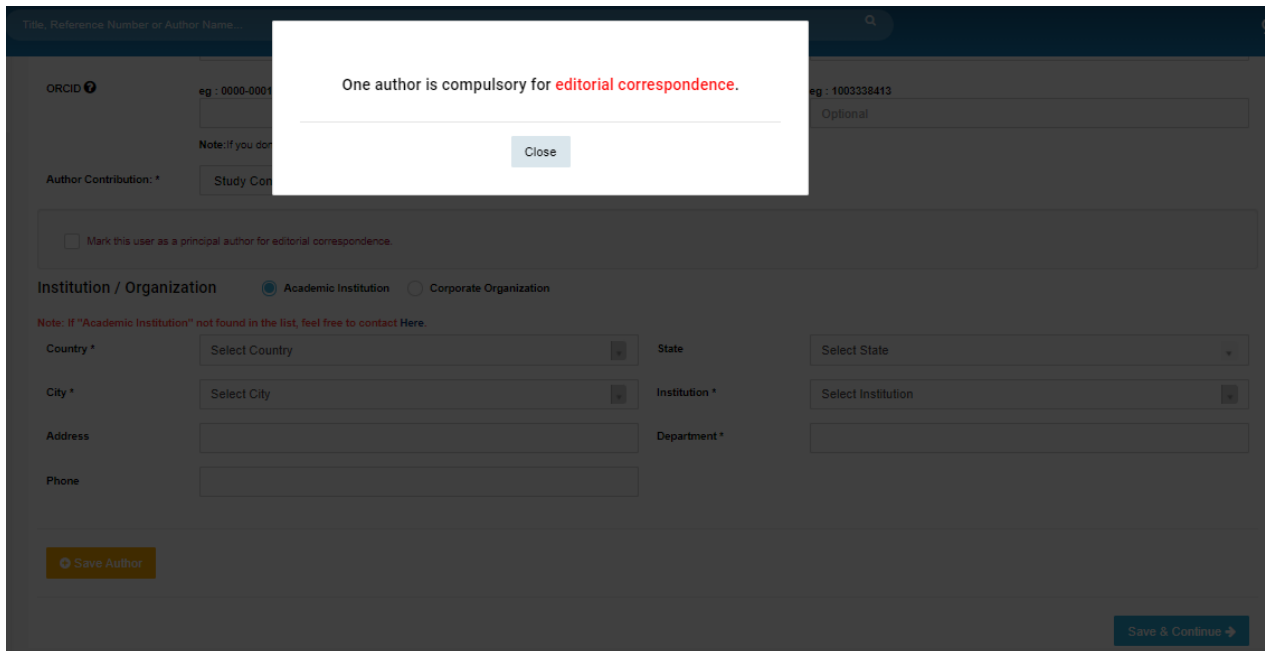 Title, Reference Number or Author Name...
One author is compulsory for editorial correspondence.
Close
ORCID
eg : 0000-0001
eg : 1003338413
Optional
Note:if you don
Author Contribution: *
Study Con
Mark this user as a principal author for editorial correspondence.
Institution / Organization
Academic Institution
Corporate Organization
Note: If "Academic Institution" not found in the list, feel free to contact Here.
Country *
Select Country
State
Select State
City *
Select City
Institution *
Select Institution
Address
Department *
Phone
Save Author
Save & Continue